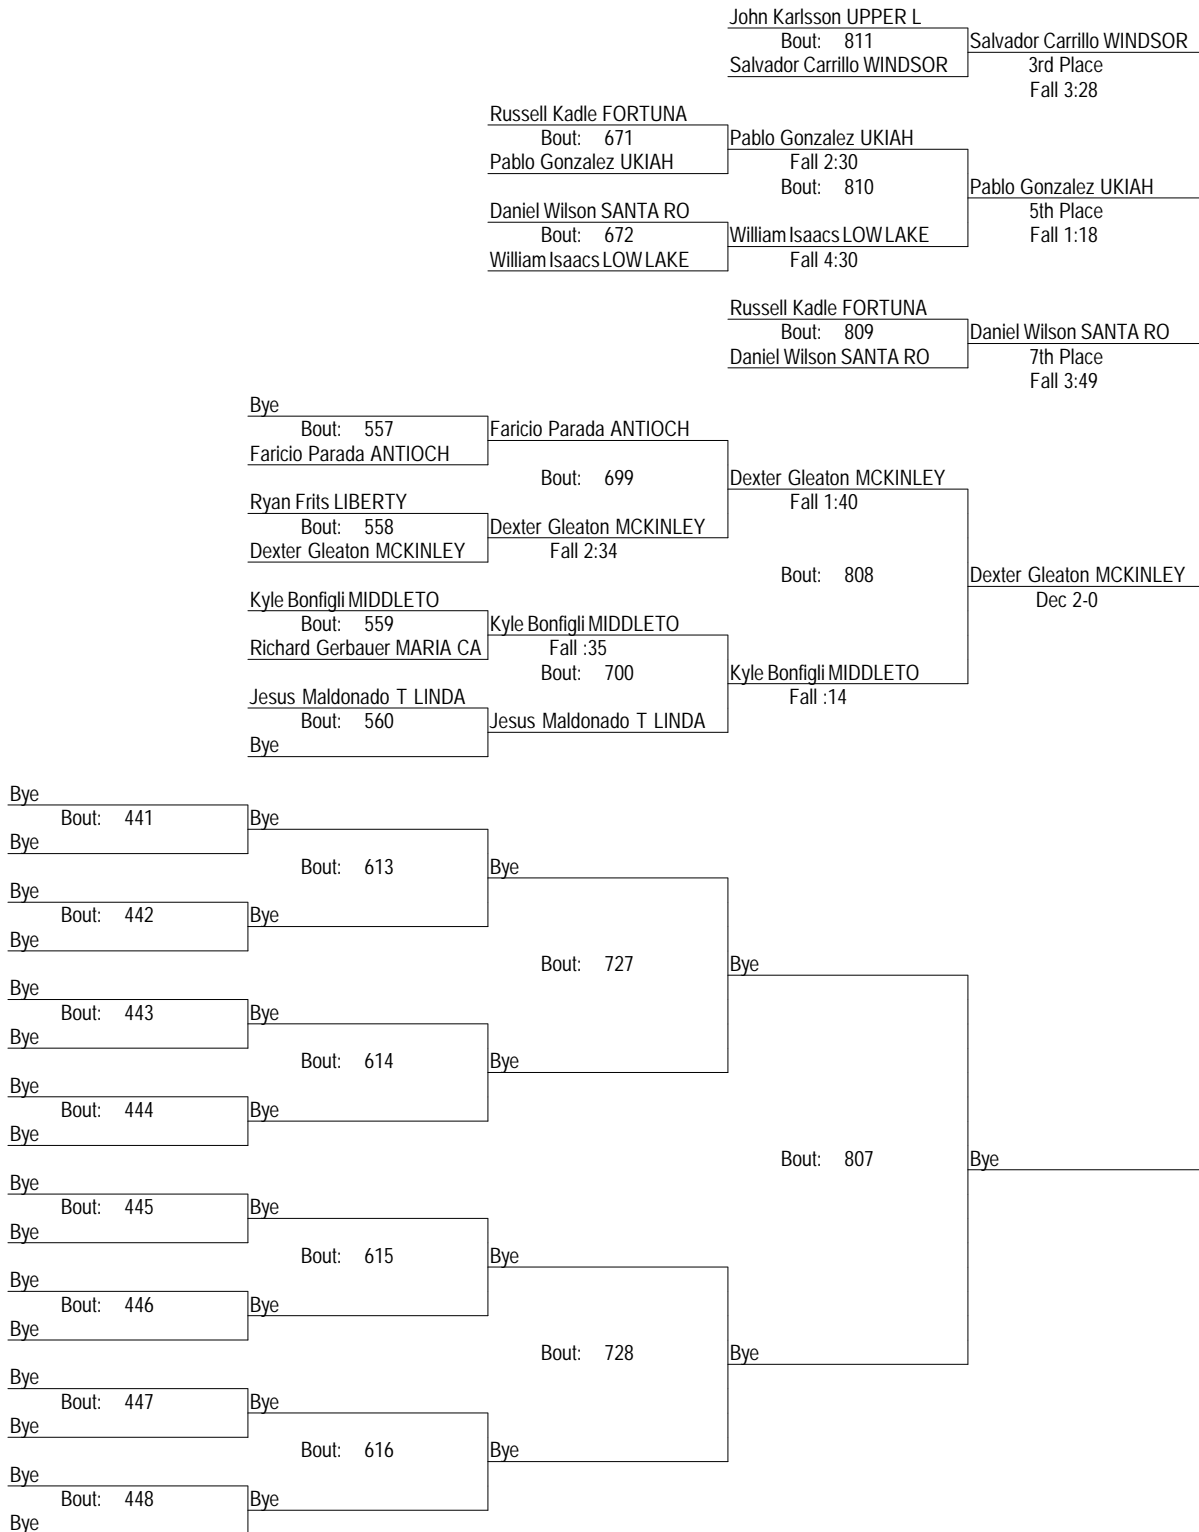 John Karlsson UPPER L
Bout: 811
Salvador Carrillo WINDSOR
Salvador Carrillo WINDSOR
3rd Place
Fall 3:28
Russell Kadle FORTUNA
Bout: 671
Pablo Gonzalez UKIAH
Pablo Gonzalez UKIAH
Fall 2:30
Bout: 810
Pablo Gonzalez UKIAH
5th Place
Fall 1:18
Daniel Wilson SANTA RO
Bout: 672
William Isaacs LOW LAKE
William Isaacs LOW LAKE
Fall 4:30
Russell Kadle FORTUNA
Bout: 809
Daniel Wilson SANTA RO
Daniel Wilson SANTA RO
7th Place
Fall 3:49
Bye
Bout: 557
Faricio Parada ANTIOCH
Faricio Parada ANTIOCH
Bout: 699
Dexter Gleaton MCKINLEY
Fall 1:40
Ryan Frits LIBERTY
Bout: 558
Dexter Gleaton MCKINLEY
Dexter Gleaton MCKINLEY
Fall 2:34
Bout: 808
Dexter Gleaton MCKINLEY
Dec 2-0
Kyle Bonfigli MIDDLETO
Bout: 559
Richard Gerbauer MARIA CA
Kyle Bonfigli MIDDLETO
Fall :35
Bout: 700
Kyle Bonfigli MIDDLETO
Fall :14
Jesus Maldonado T LINDA
Bout: 560
Bye
Jesus Maldonado T LINDA
Bye
Bout: 441
Bye
Bye
Bout: 613
Bye
Bye
Bout: 442
Bye
Bye
Bout: 727
Bye
Bye
Bout: 443
Bye
Bye
Bout: 614
Bye
Bye
Bout: 444
Bye
Bye
Bout: 807
Bye
Bye
Bout: 445
Bye
Bye
Bout: 615
Bye
Bye
Bout: 446
Bye
Bye
Bout: 728
Bye
Bye
Bout: 447
Bye
Bye
Bout: 616
Bye
Bye
Bout: 448
Bye
Bye